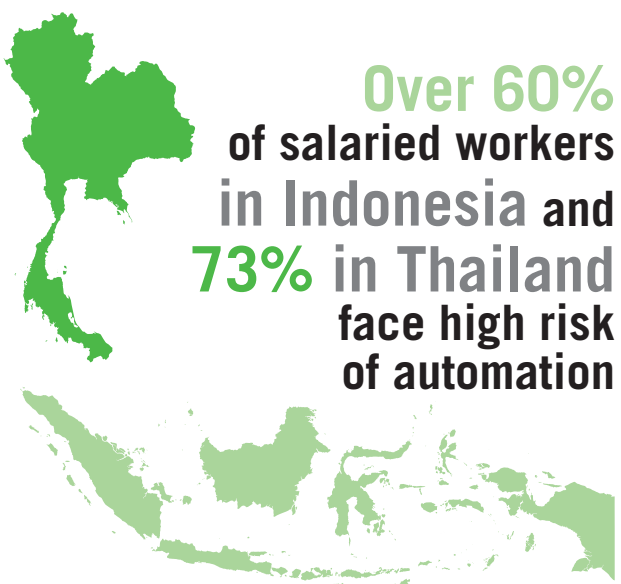 Over 60%
of salaried workers
in Indonesia and
73% in Thailand
face high risk
of automation